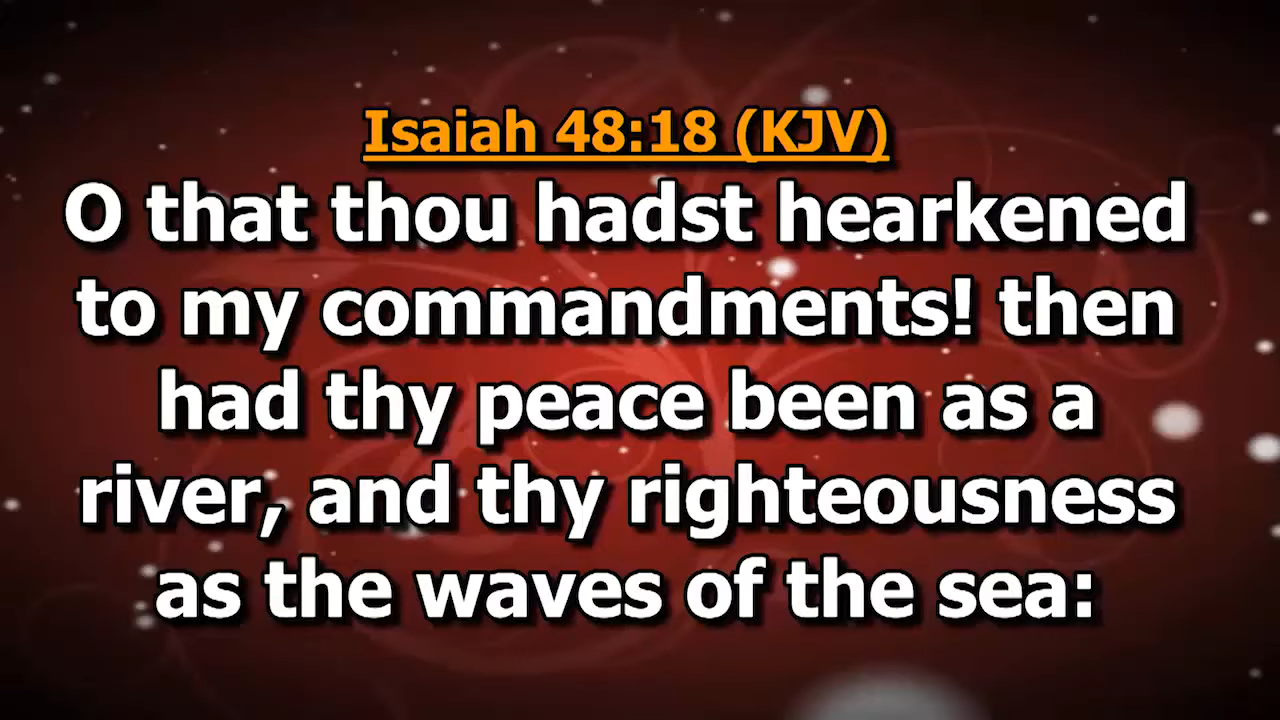 Isaiah 48:18 (KJV)
O that thou hadst hearkened
to my commandments! then
had thy peace been as a
river, and thy righteousness
as the waves of the sea: